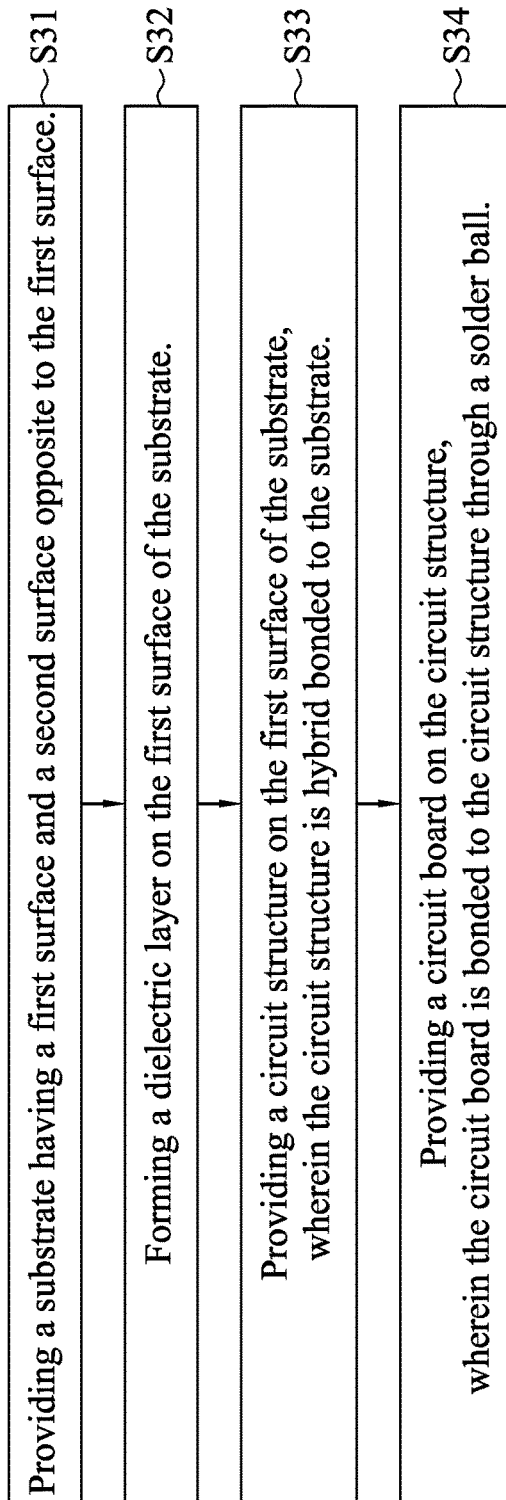 Providing a substrate having a first surface and a second surface opposite to the first surface.
S31
Forming a dielectric layer on the first surface of the substrate.
S32
Providing a circuit structure on the first surface of the substrate,
wherein the circuit structure is hybrid bonded to the substrate.
S33
Providing a circuit board on the circuit structure,
wherein the circuit board is bonded to the circuit structure through a solder ball.
S34